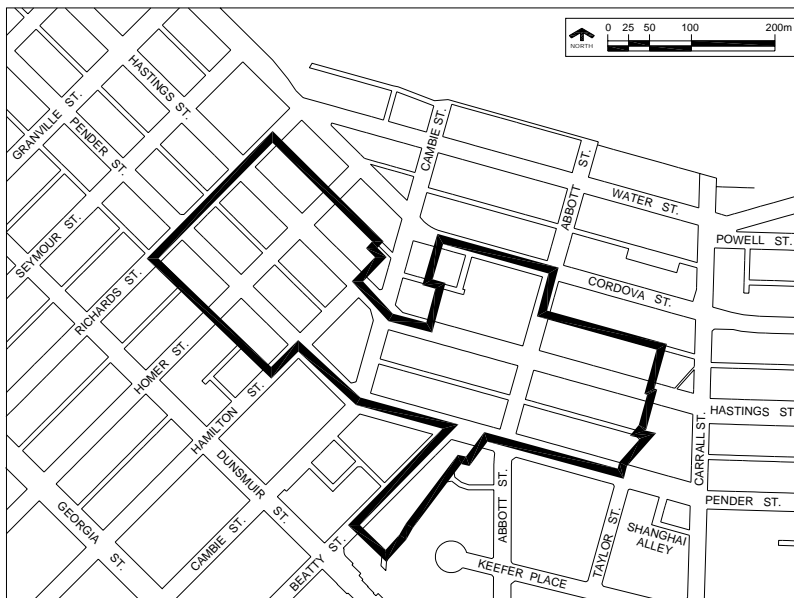 0 25 50 100 200m
NORTH
HASTINGS ST.
GRANVILLE ST.
PENDER ST.
CAMBIE ST.
ABBOTT ST.
WATER ST.
POWELL ST.
SEYMOUR ST.
RICHARDS ST.
CORDOVA ST.
HOMER ST.
HAMILTON ST.
HASTINGS ST.
CARRALL ST.
DUNSMUIR ST.
GEORGIA ST.
CAMBIE ST.
BEATTY ST.
ABBOTT ST.
TAYLOR ST.
PENDER ST.
SHANGHAI
ALLEY
KEEFER PLACE